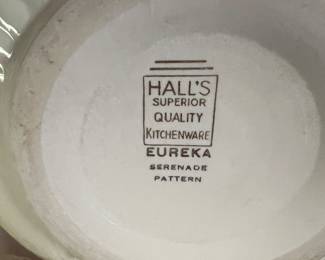 HALL'S
SUPERIOR
QUALITY
KITCHENWARE
EUREKA
SERENADE
PATTERN